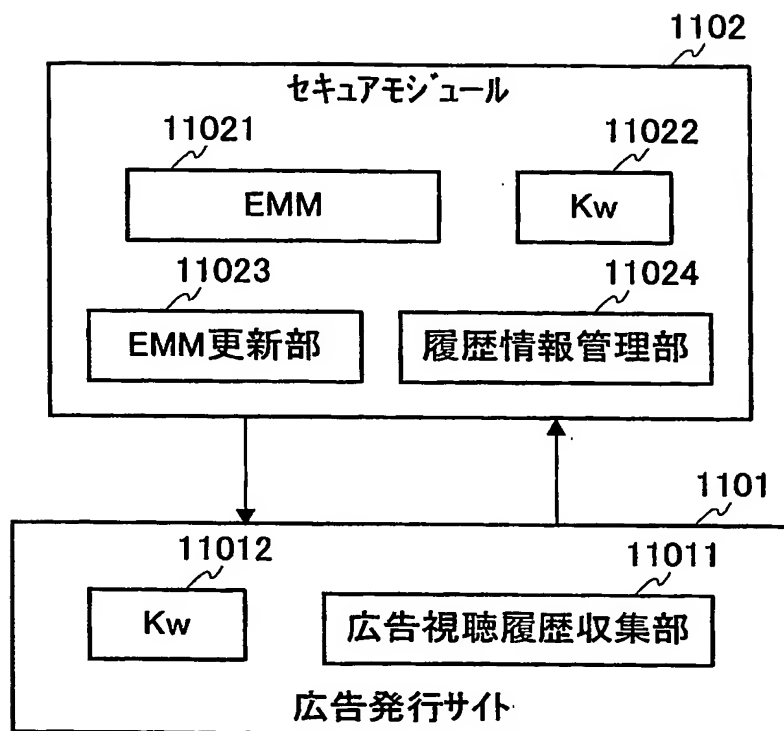 1102
セキュアモジュール
11021
11022
EMM
Kw
11023
11024
EMM更新部
履歴情報管理部
1101
11012
11011
Kw
広告視聴履歴収集部
広告発行サイト